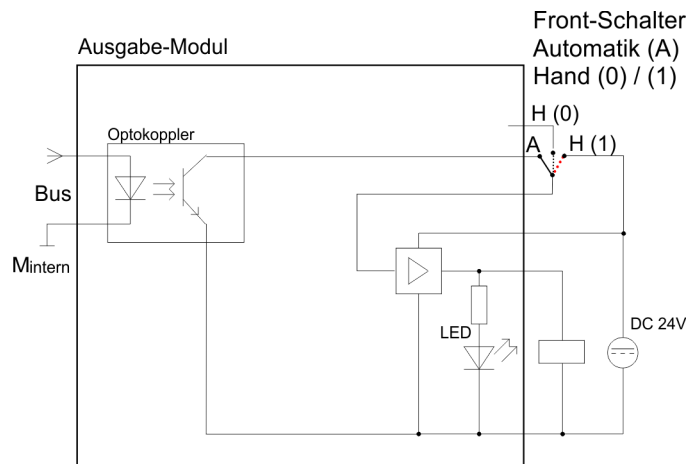 Front-Schalter
Automatik (A)
Hand (0) / (1)
Ausgabe-Modul
H (0)
A
H (1)
Optokoppler
Bus
Mintern
LED
DC 24V